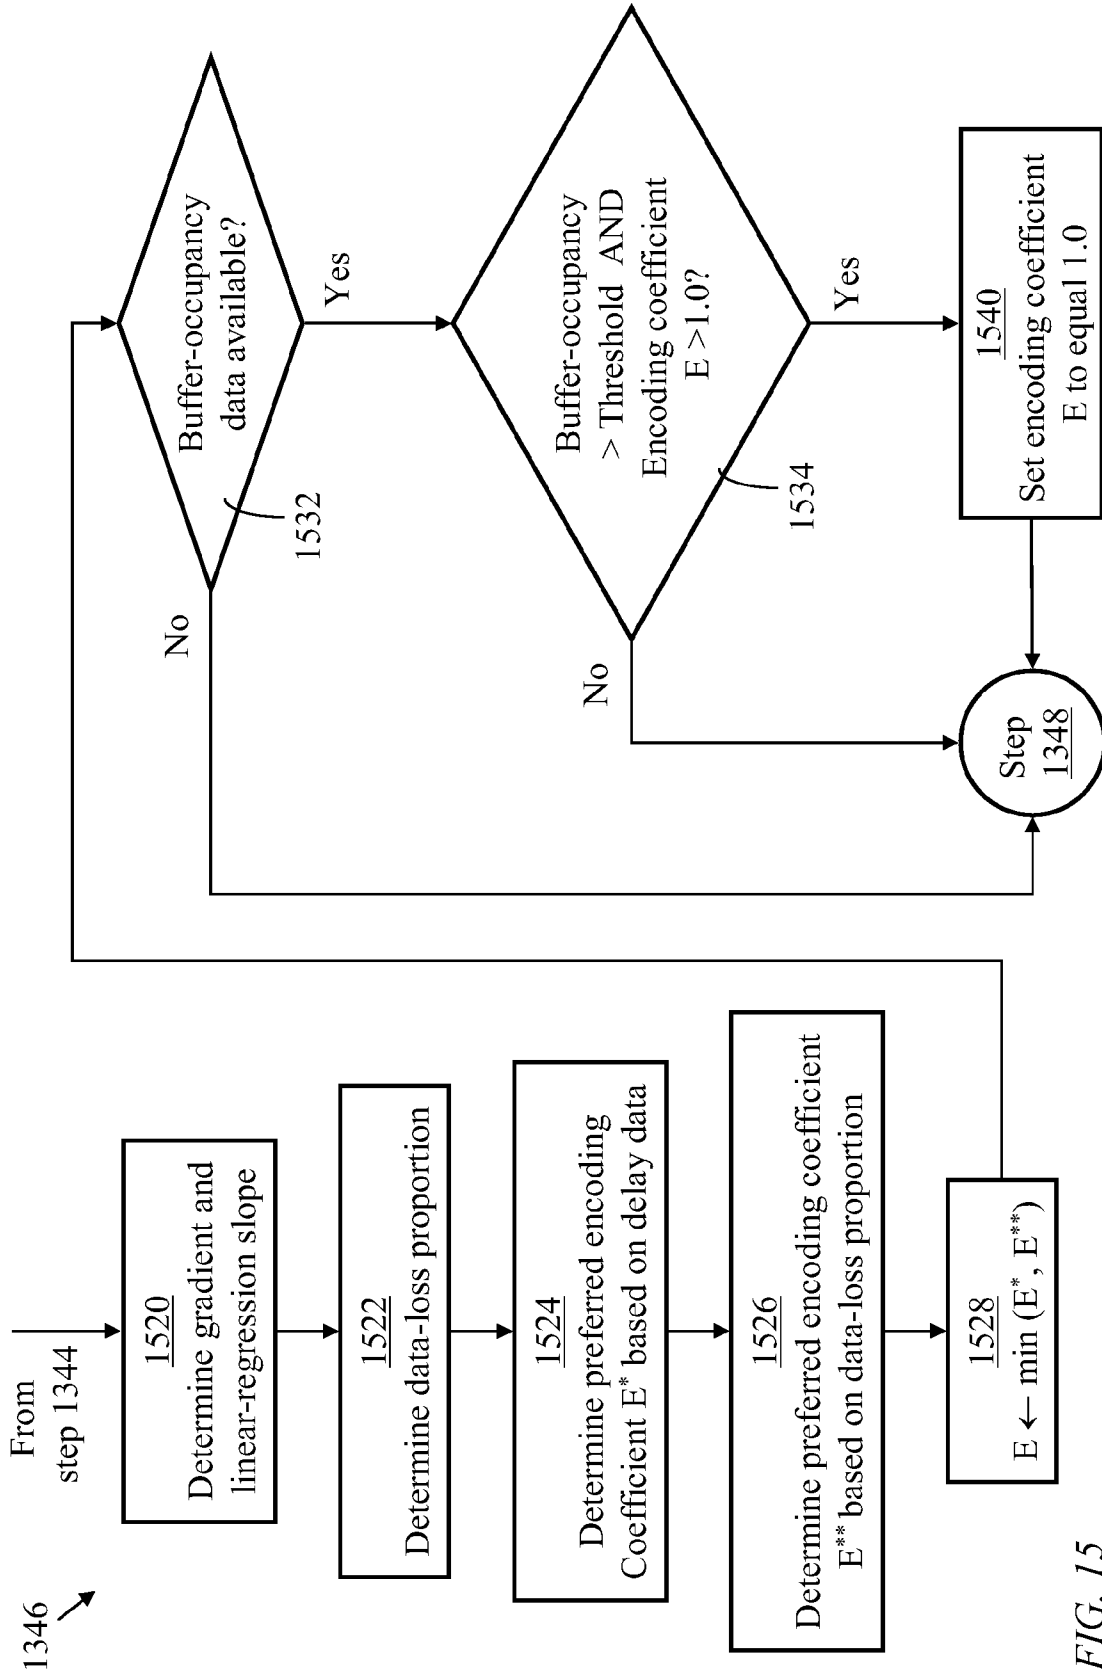 1346
From
step 1344
1520
Determine gradient and
linear-regression slope
1522
Determine data-loss proportion
1524
Determine preferred encoding
Coefficient E* based on delay data
1526
Determine preferred encoding coefficient
E** based on data-loss proportion
1528
E ← min (E*, E**)
Buffer-occupancy
data available?
1532
No
Yes
Buffer-occupancy
> Threshold AND
Encoding coefficient
E >1.0?
1534
No
Yes
1540
Set encoding coefficient
E to equal 1.0
Step
1348
FIG. 15